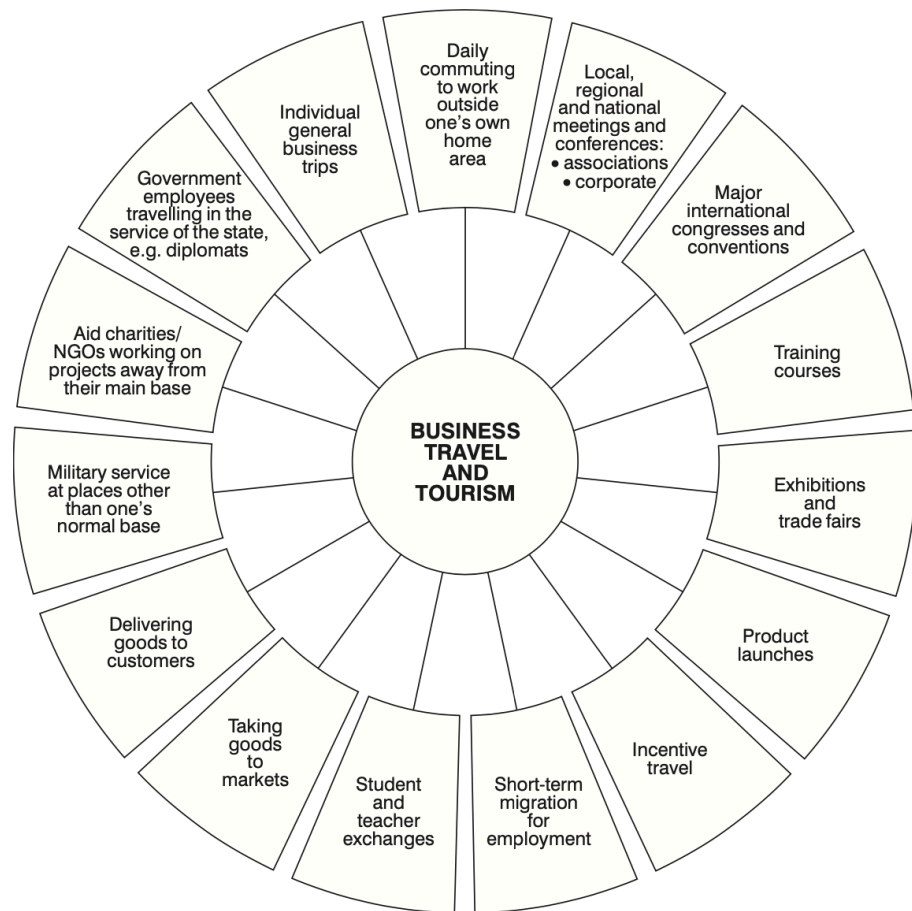 BUSINESS
TRAVEL
AND
TOURISM
Daily
commuting
to work
outside
one's own
home
area
Local,
regional
and national
meetings and
conferences:
• associations
• corporate
Major
international
congresses and
conventions
Training
courses
Exhibitions
and
trade fairs
Product
launches
Incentive
travel
Short-term
migration
for
employment
Student
and
teacher
exchanges
Taking
goods
to
markets
Delivering
goods to
customers
Military service
at places other
than one's
normal base
Aid charities/
NGOs working on
projects away from
their main base
Government
employees
travelling in the
service of the state,
e.g. diplomats
Individual
general
business
trips